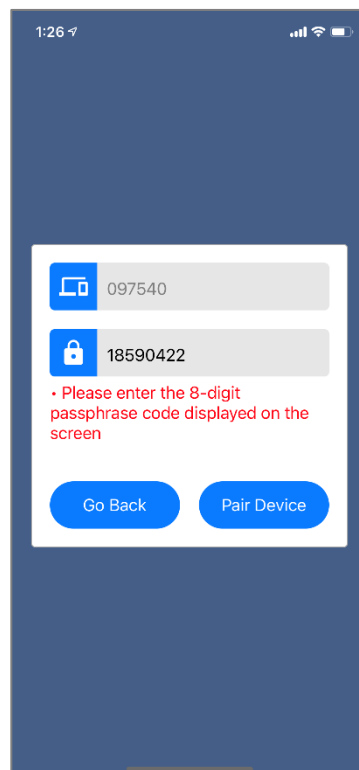 1:26
097540
18590422
• Please enter the 8-digit
passphrase code displayed on the
screen
Go Back
Pair Device